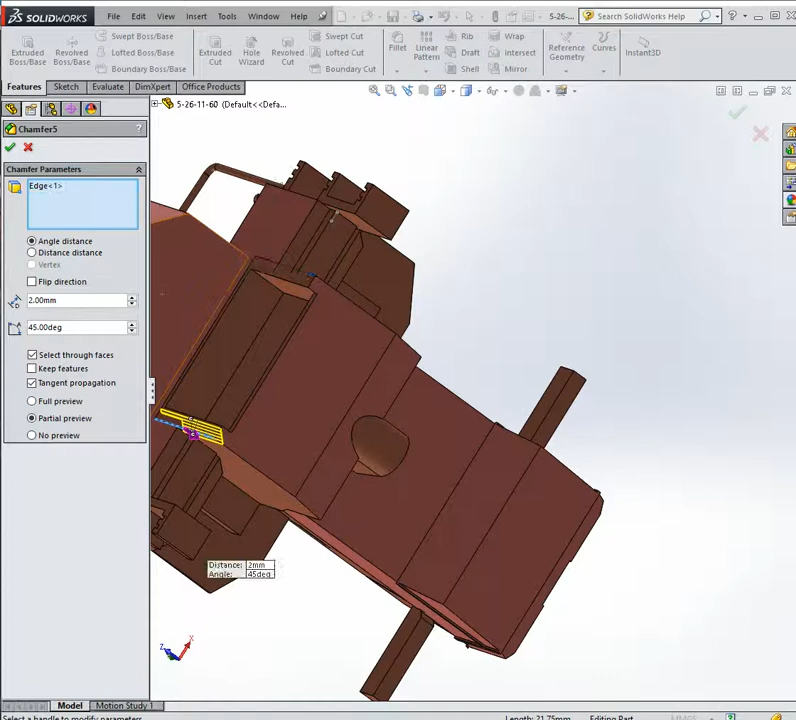 SOLIDWORKS File Edit View Insert Tools Window Help 5-26-... Search SolidWorks Help ?
Extruded Boss/Base Revolved Boss/Base Swept Boss/Base Lofted Boss/Base Boundary Boss/Base Extruded Cut Hole Wizard Revolved Cut Swept Cut Lofted Cut Boundary Cut Fillet Linear Pattern Rib Draft Shell Wrap Intersect Mirror Reference Geometry Curves Instant3D
Features Sketch Evaluate DimXpert Office Products
5-26-11-60 (Default<<Defa...
Chamfer5 ?
Chamfer Parameters
Edge<1>
Angle distance
Distance distance
Vertex
Flip direction
2.00mm
45.00deg
Select through faces
Keep features
Tangent propagation
Full preview
Partial preview
No preview
Distance: 2mm
Angle: 45deg
X
Z
Model Motion Study 1
Select a handle to modify parameters Length: 21.75mm Editing Part MMGS